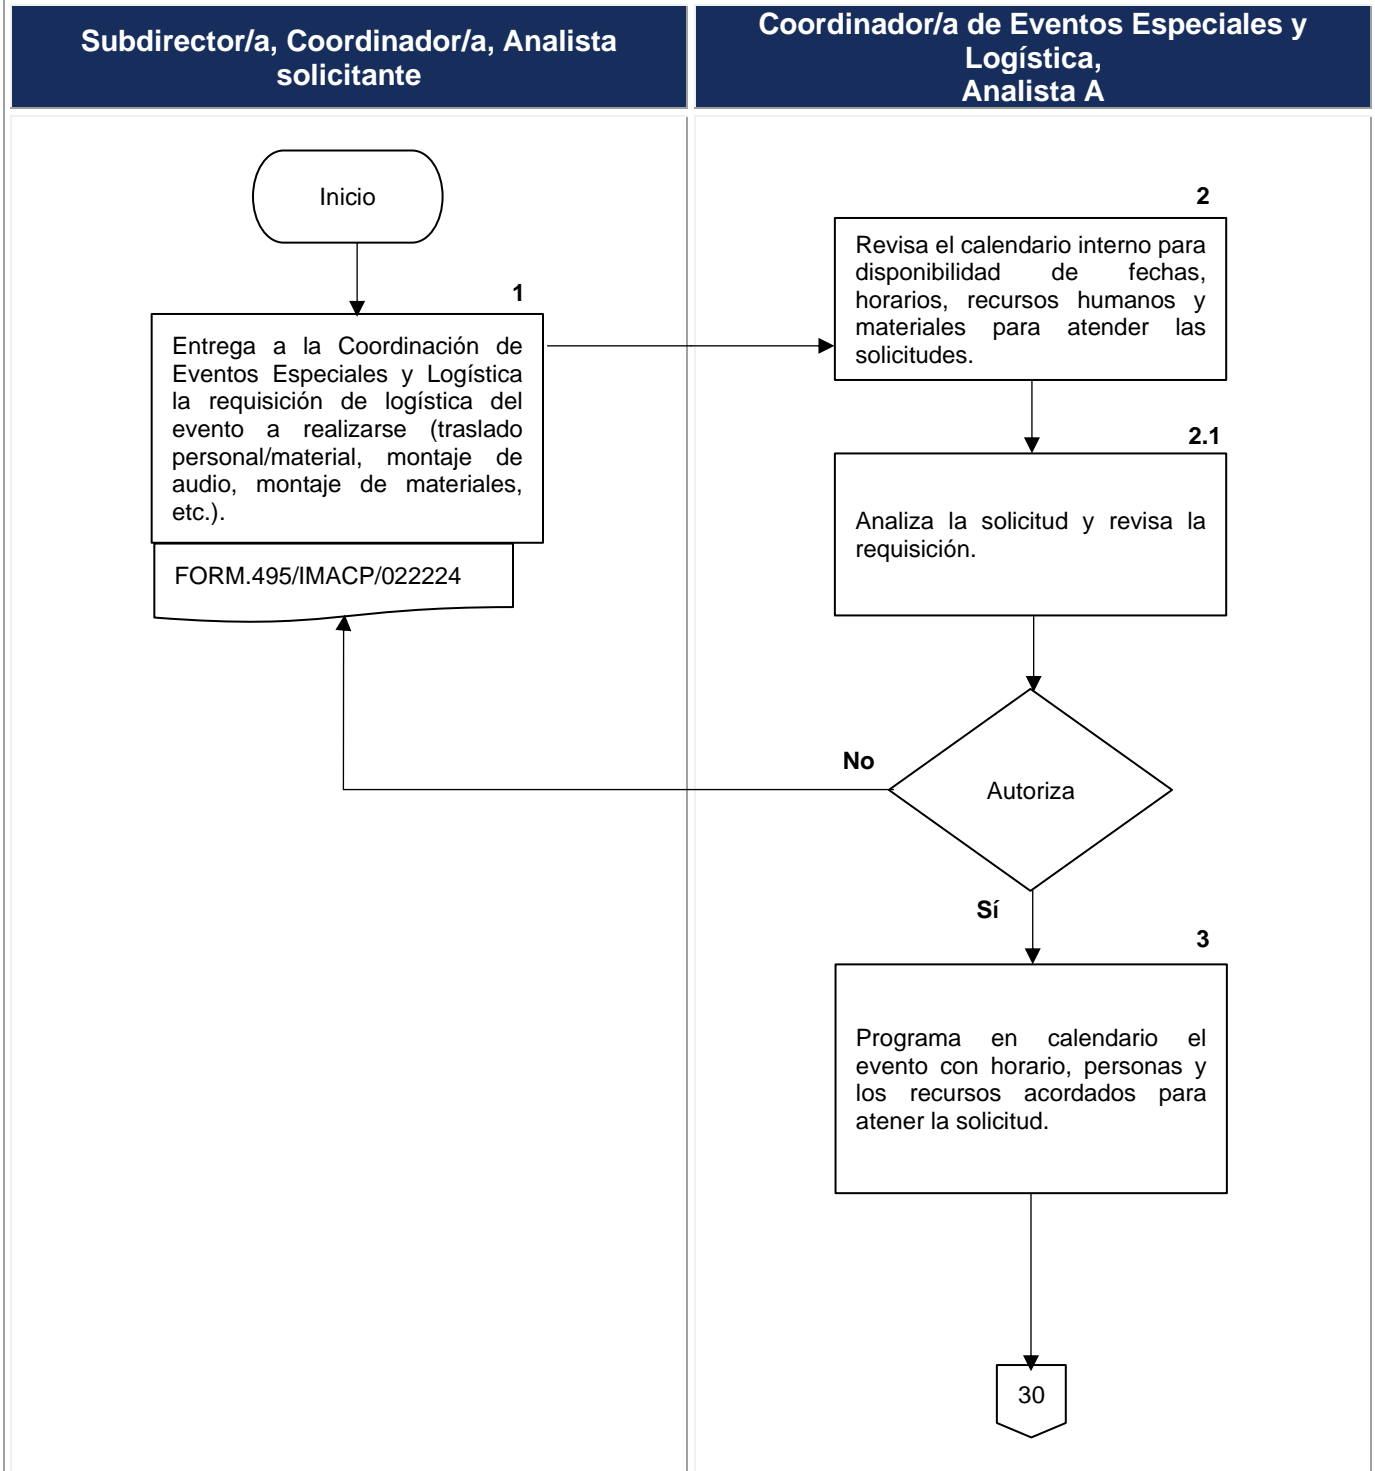 Subdirector/a, Coordinador/a, Analista
solicitante
Coordinador/a de Eventos Especiales y
Logística,
Analista A
Inicio
1
Entrega a la Coordinación de
Eventos Especiales y Logística
la requisición de logística del
evento a realizarse (traslado
personal/material, montaje de
audio, montaje de materiales,
etc.).
FORM.495/IMACP/022224
2
Revisa el calendario interno para
disponibilidad de fechas,
horarios, recursos humanos y
materiales para atender las
solicitudes.
2.1
Analiza la solicitud y revisa la
requisición.
No
Autoriza
Sí
3
Programa en calendario el
evento con horario, personas y
los recursos acordados para
atener la solicitud.
30